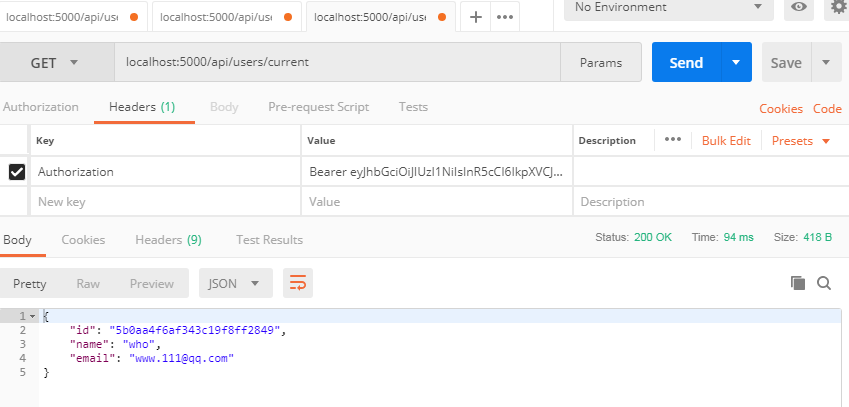 localhost:5000/api/use localhost:5000/api/use localhost:5000/api/use + ••• No Environment
GET localhost:5000/api/users/current Params Send Save
Authorization Headers (1) Body Pre-request Script Tests Cookies Code
Key Value Description ••• Bulk Edit Presets
Authorization Bearer eyJhbGciOiJIUzI1NiIsInR5cCI6IkpXVCJ...
New key Value Description
Body Cookies Headers (9) Test Results Status: 200 OK Time: 94 ms Size: 418 B
Pretty Raw Preview JSON
1 {
2 "id": "5b0aa4f6af343c19f8ff2849",
3 "name": "who",
4 "email": "www.111@qq.com"
5 }